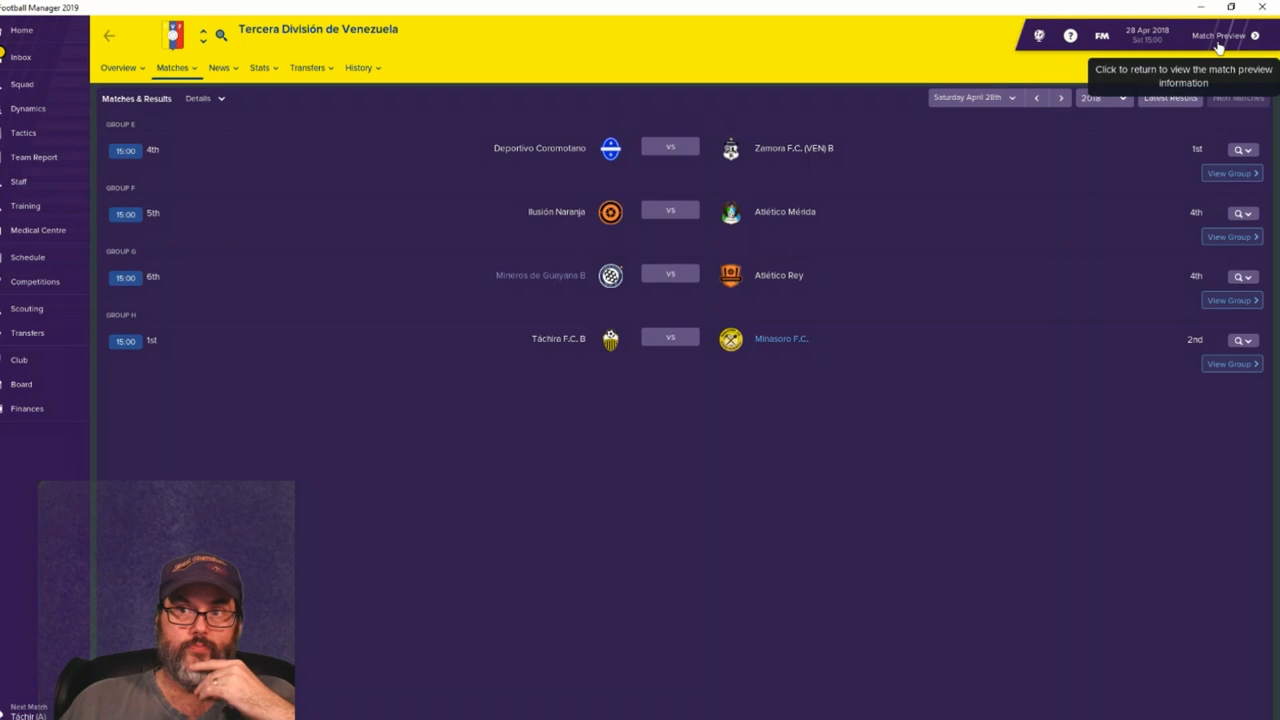 Football Manager 2019
Home
Inbox
Squad
Dynamics
Tactics
Team Report
Staff
Training
Medical Centre
Schedule
Competitions
Scouting
Transfers
Club
Board
Finances
Next Match
Táchir (A)
Tercera División de Venezuela
Overview
Matches
News
Stats
Transfers
History
FM
28 Apr 2018
Sat 15:00
Match Preview
Click to return to view the match preview
information
Matches & Results
Details
Saturday April 28th
2018
Latest Results
Next Matches
GROUP E
15:00 4th Deportivo Coromotano vs Zamora F.C. (VEN) B 1st
View Group
GROUP F
15:00 5th Ilusión Naranja vs Atlético Mérida 4th
View Group
GROUP G
15:00 6th Mineros de Guayana B vs Atlético Rey 4th
View Group
GROUP H
15:00 1st Táchira F.C. B vs Minasoro F.C. 2nd
View Group